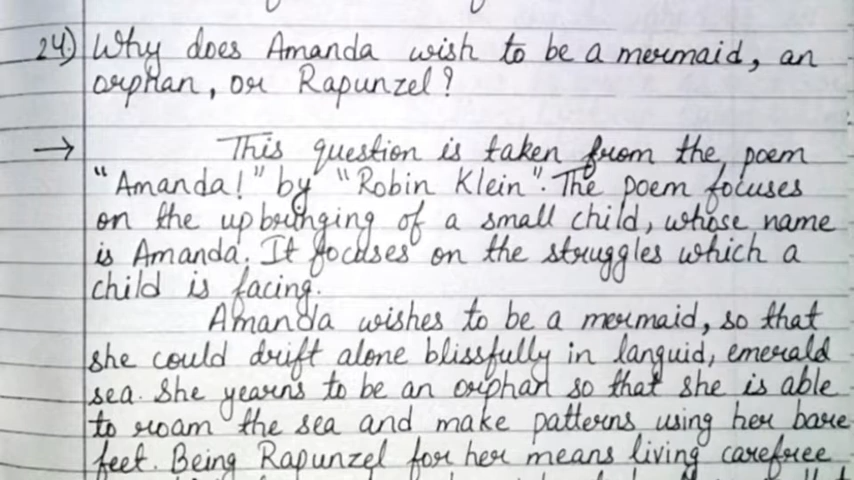 24) Why does Amanda wish to be a mermaid, an
orphan, or Rapunzel?
→ This question is taken from the poem
"Amanda!" by "Robin Klein". The poem focuses
on the upbringing of a small child, whose name
is Amanda. It focuses on the struggles which a
child is facing.
Amanda wishes to be a mermaid, so that
she could drift alone blissfully in languid, emerald
sea. She yearns to be an orphan so that she is able
to roam the sea and make patterns using her bare
feet. Being Rapunzel for her means living carefree